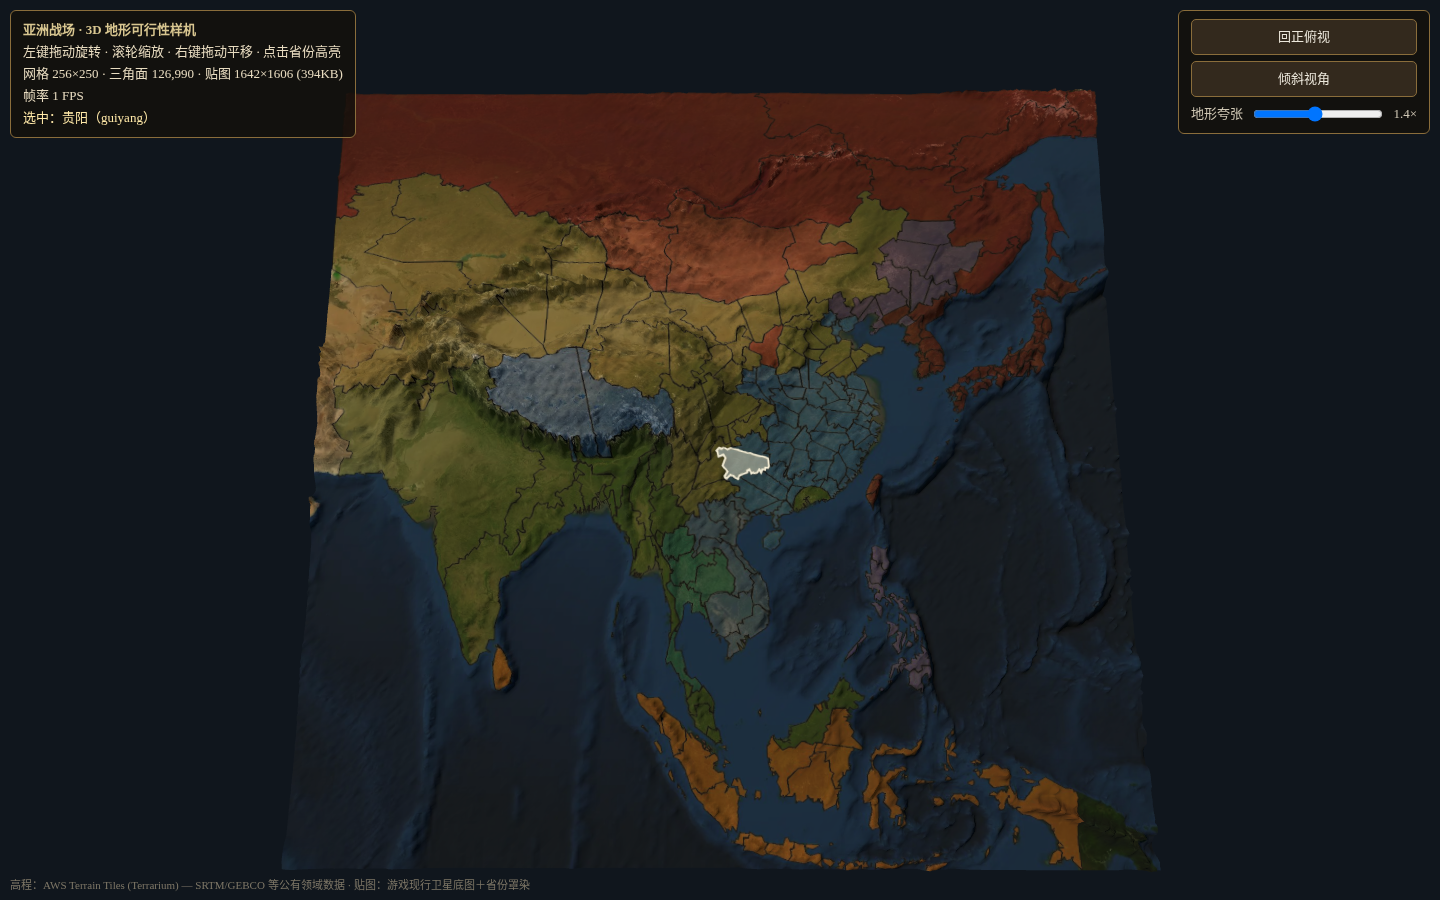 亚洲战场 · 3D 地形可行性样机
左键拖动旋转 · 滚轮缩放 · 右键拖动平移 · 点击省份高亮
网格 256×250 · 三角面 126,990 · 贴图 1642×1606 (394KB)
帧率 1 FPS
选中：贵阳（guiyang）
回正俯视
倾斜视角
地形夸张 1.4×
高程：AWS Terrain Tiles (Terrarium) — SRTM/GEBCO 等公有领域数据 · 贴图：游戏现行卫星底图＋省份罩染